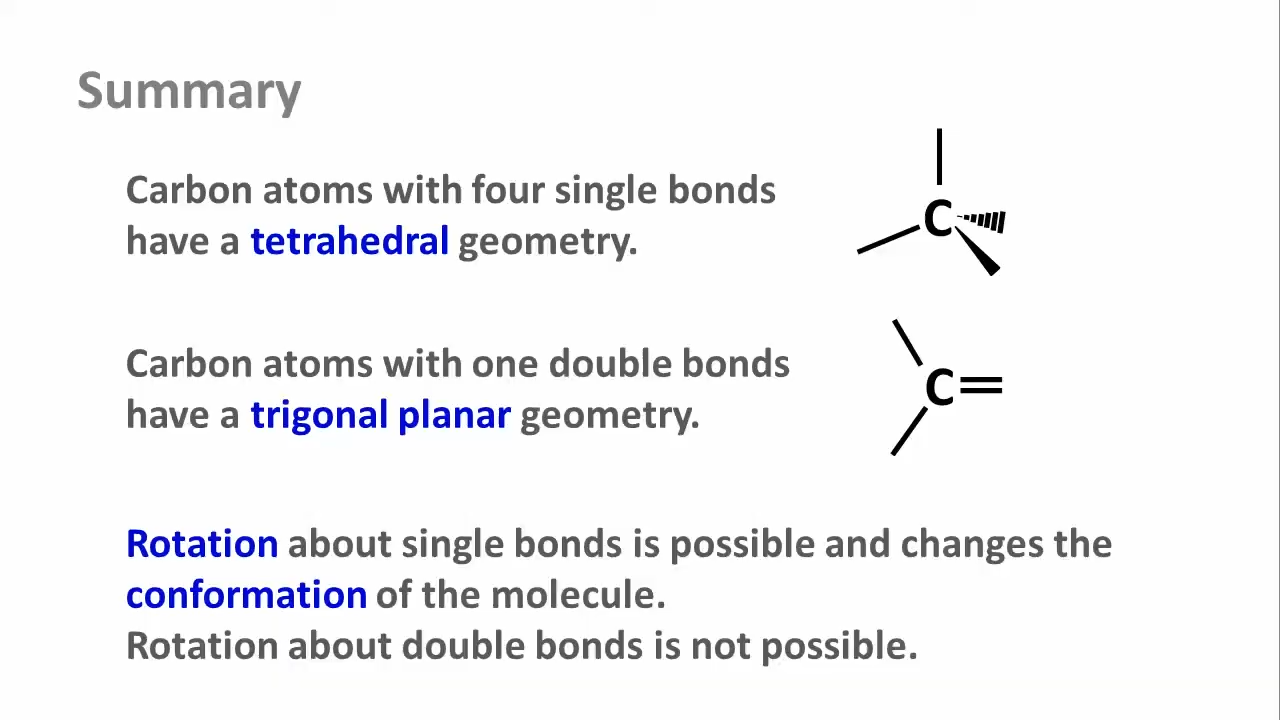 Summary
Carbon atoms with four single bonds
have a tetrahedral geometry.
C
Carbon atoms with one double bonds
have a trigonal planar geometry.
C
Rotation about single bonds is possible and changes the
conformation of the molecule.
Rotation about double bonds is not possible.